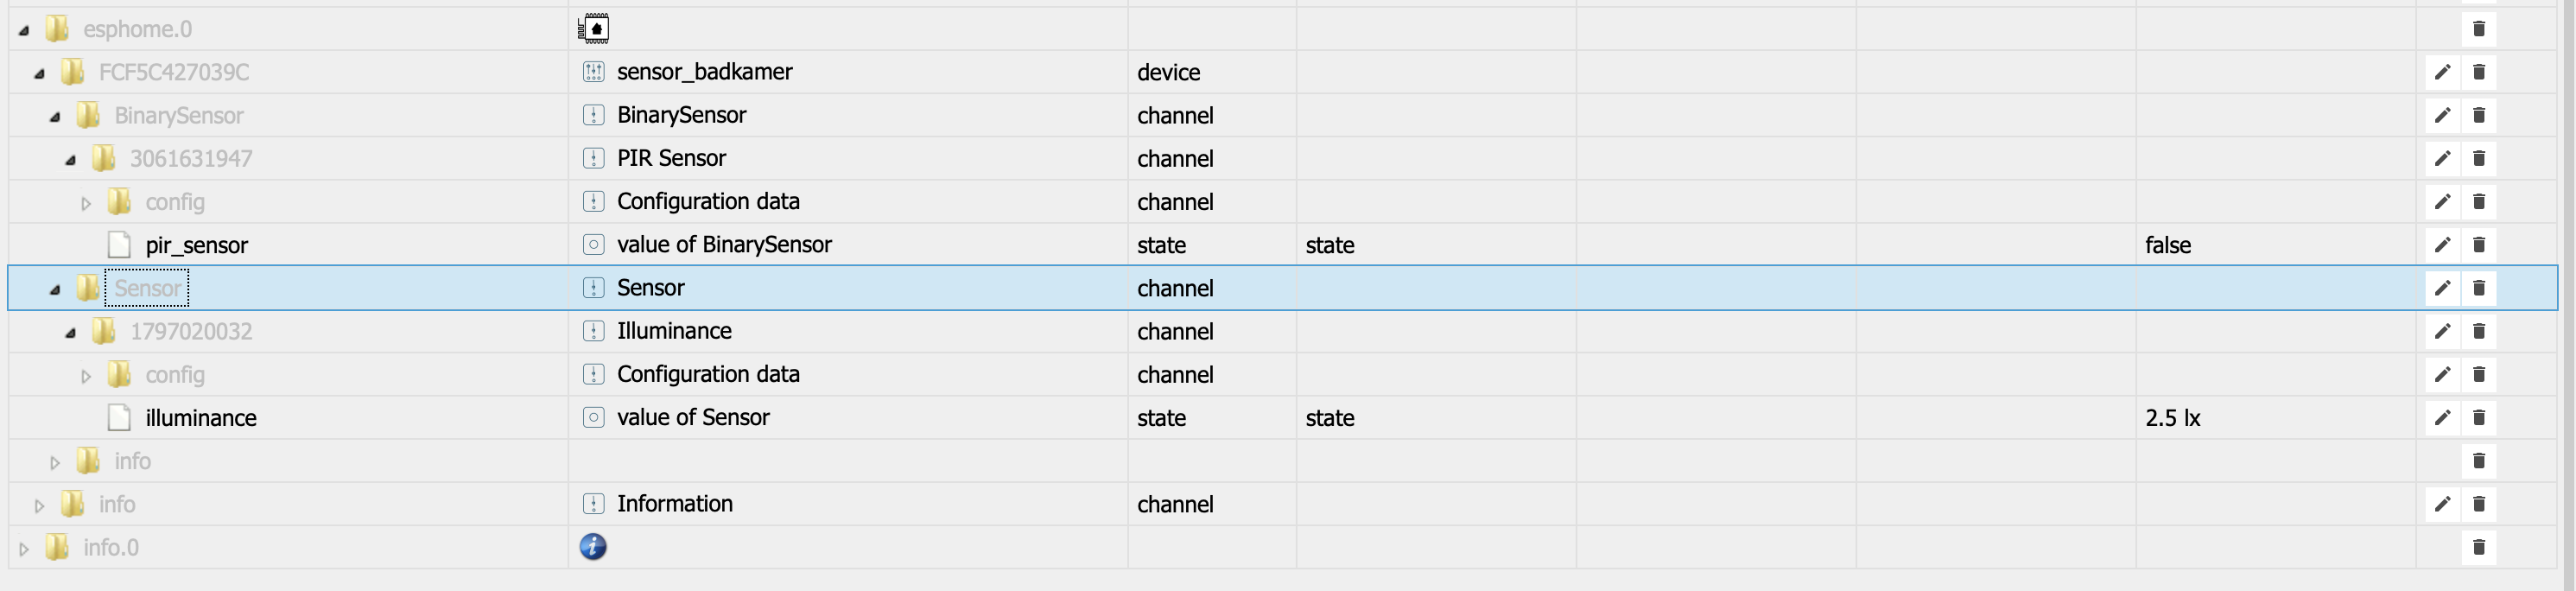 esphome.0
FCF5C427039C sensor_badkamer device
BinarySensor BinarySensor channel
3061631947 PIR Sensor channel
config Configuration data channel
pir_sensor value of BinarySensor state state false
Sensor Sensor channel
1797020032 Illuminance channel
config Configuration data channel
illuminance value of Sensor state state 2.5 lx
info
info Information channel
info.0